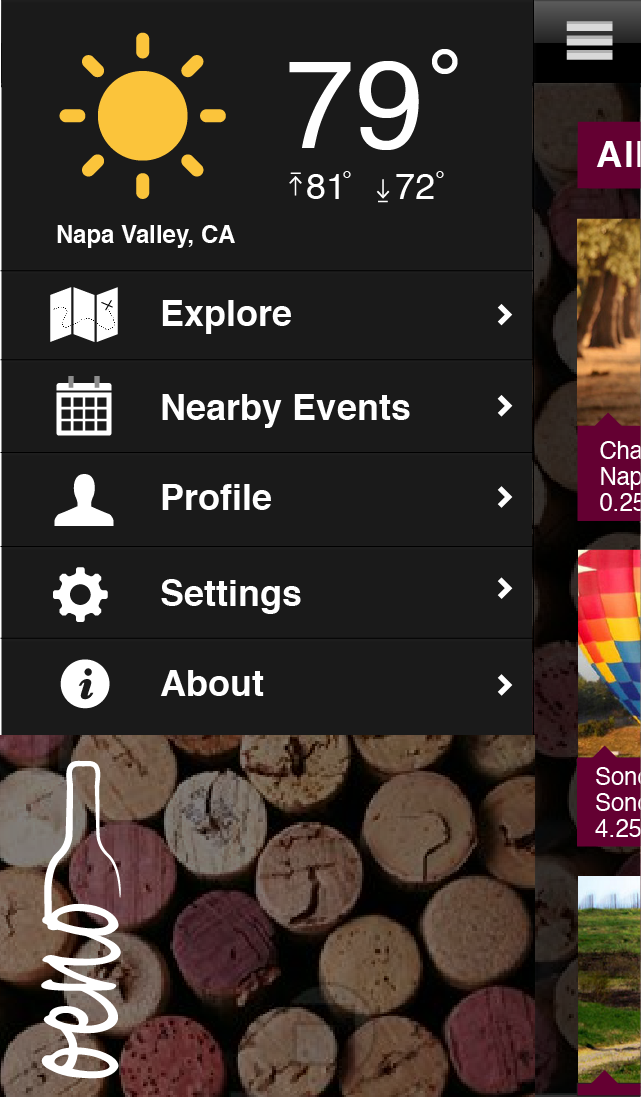 79°
81° 72°
Napa Valley, CA
Explore
Nearby Events
Profile
Settings
About
oeno
All
Cha
Nap
0.25
Sono
Sono
4.25